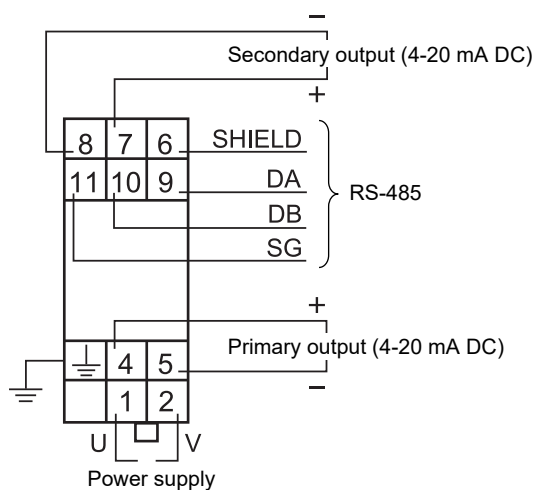 −
Secondary output (4-20 mA DC)
+
8 7 6 SHIELD
11 10 9 DA
RS-485
DB
SG
+
Primary output (4-20 mA DC)
4 5
−
1 2
U V
Power supply